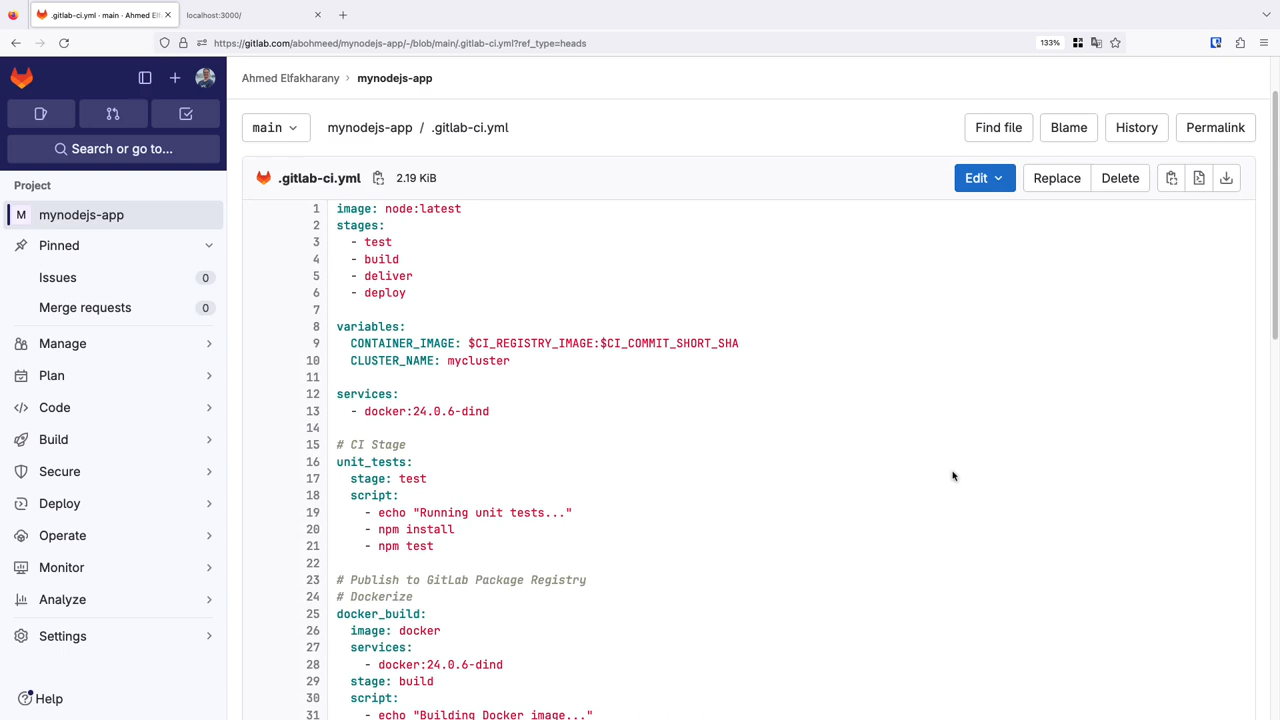 .gitlab-ci.yml · main · Ahmed El
localhost:3000/
https://gitlab.com/abohmeed/mynodejs-app/-/blob/main/.gitlab-ci.yml?ref_type=heads
133%
Ahmed Elfakharany › mynodejs-app
main
mynodejs-app / .gitlab-ci.yml
Find file
Blame
History
Permalink
Search or go to...
Project
M mynodejs-app
Pinned
Issues 0
Merge requests 0
Manage
Plan
Code
Build
Secure
Deploy
Operate
Monitor
Analyze
Settings
Help
.gitlab-ci.yml 2.19 KiB
Edit
Replace
Delete
1 image: node:latest
2 stages:
3 - test
4 - build
5 - deliver
6 - deploy
7
8 variables:
9 CONTAINER_IMAGE: $CI_REGISTRY_IMAGE:$CI_COMMIT_SHORT_SHA
10 CLUSTER_NAME: mycluster
11
12 services:
13 - docker:24.0.6-dind
14
15 # CI Stage
16 unit_tests:
17 stage: test
18 script:
19 - echo "Running unit tests..."
20 - npm install
21 - npm test
22
23 # Publish to GitLab Package Registry
24 # Dockerize
25 docker_build:
26 image: docker
27 services:
28 - docker:24.0.6-dind
29 stage: build
30 script:
31 - echo "Building Docker image..."